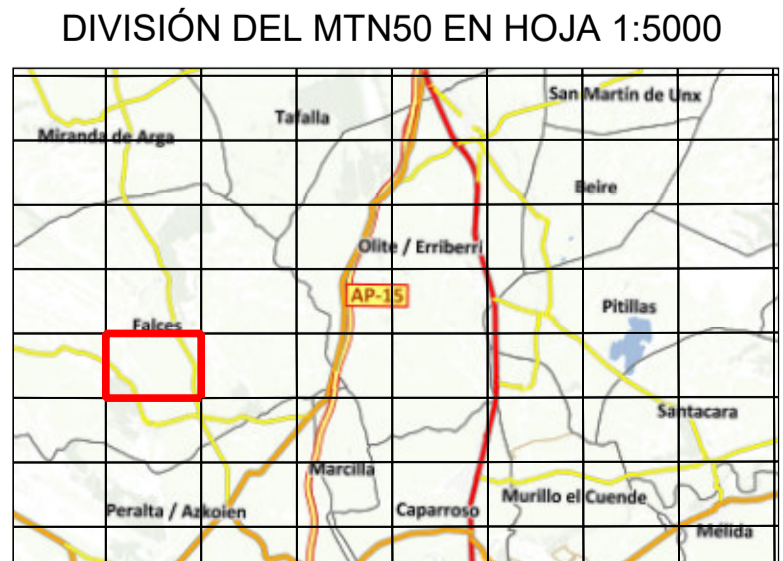 DIVISIÓN DEL MTN50 EN HOJA 1:5000
San Martín de Unx
Tafalla
Miranda de Arga
Beire
Olite / Erriberri
AP-15
Pitillas
Falces
Santacara
Marcilla
Murillo el Cuende
Peralta / Azkoien
Caparroso
Mélida